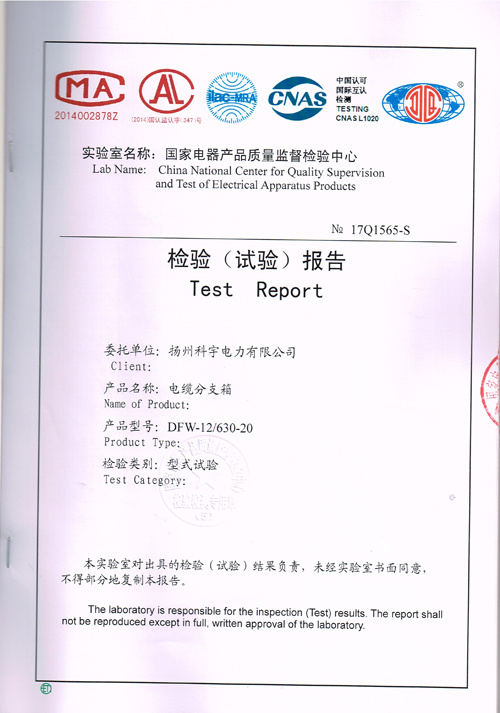 MA
2014002878Z
AL
(2014)国认监认字(347)号
ilac-MRA
CNAS
中国认可
国际互认
检测
TESTING
CNAS L1020
®
实验室名称：国家电器产品质量监督检验中心
Lab Name: China National Center for Quality Supervision
and Test of Electrical Apparatus Products
№ 17Q1565-S
检验（试验）报告
Test Report
委托单位：扬州科宇电力有限公司
Client:
产品名称：电缆分支箱
Name of Product:
产品型号：DFW-12/630-20
Product Type:
检验类别：型式试验
Test Category:
本实验室对出具的检验（试验）结果负责，未经实验室书面同意，
不得部分地复制本报告。
The laboratory is responsible for the inspection (Test) results. The report shall
not be reproduced except in full, written approval of the laboratory.